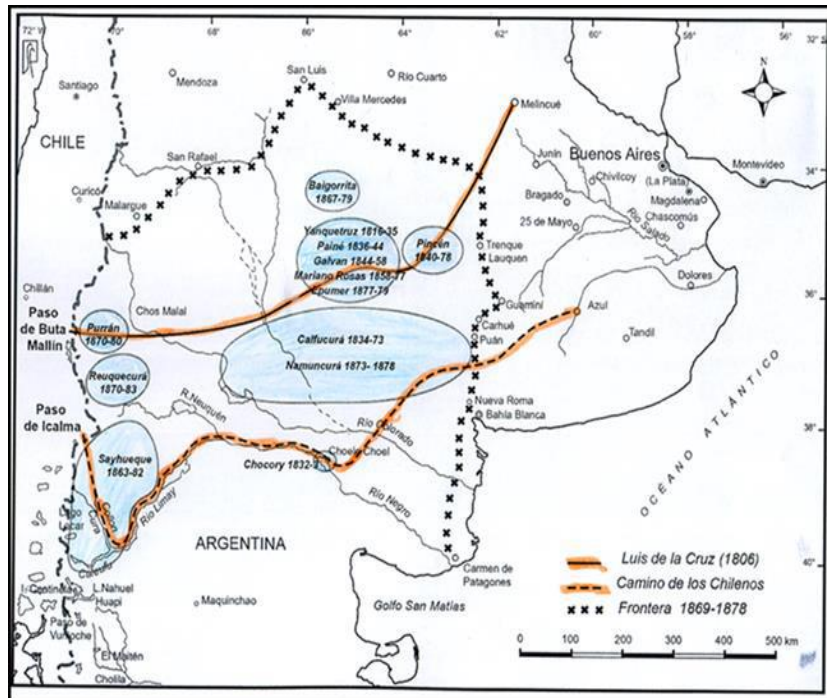 72° W
70°
68°
66°
64°
62°
60°
58°
56°
32° S
34°
36°
38°
40°
N
Santiago
Mendoza
San Luis
Río Cuarto
Villa Mercedes
Melincué
CHILE
San Rafael
Curicó
Malargue
Junín
Buenos Aires
Chivilcoy
(La Plata)
Montevideo
Magdalena
Bragado
Chascomús
25 de Mayo
Río Salado
Dolores
Baigorrita
1867-79
Yanquetruz 1816-35
Painé 1836-44
Galvan 1844-58
Mariano Rosas 1858-77
Epumer 1877-79
Pincén
1840-78
Trenque
Lauquen
Chillán
Chos Malal
Guaminí
Azul
Paso
de Buta
Mallín
Purrán
1870-80
Carhué
Puán
Tandil
Calfucurá 1834-73
Namuncurá 1873- 1878
Reuquecurá
1870-83
R. Neuquén
Nueva Roma
Bahía Blanca
Paso
de Icalma
Río Colorado
Sayhueque
1863-82
Choele Choel
Chocory 1832-
Río Limay
Río Negro
Lago
Lacar
ARGENTINA
OCÉANO ATLÁNTICO
Carmen de
Patagones
L.Nahuel
Huapi
Maquinchao
Golfo San Matías
Paso de
El Maitén
Cholila
Luis de la Cruz (1806)
Camino de los Chilenos
Frontera 1869-1878
0 100 200 300 400 500 km